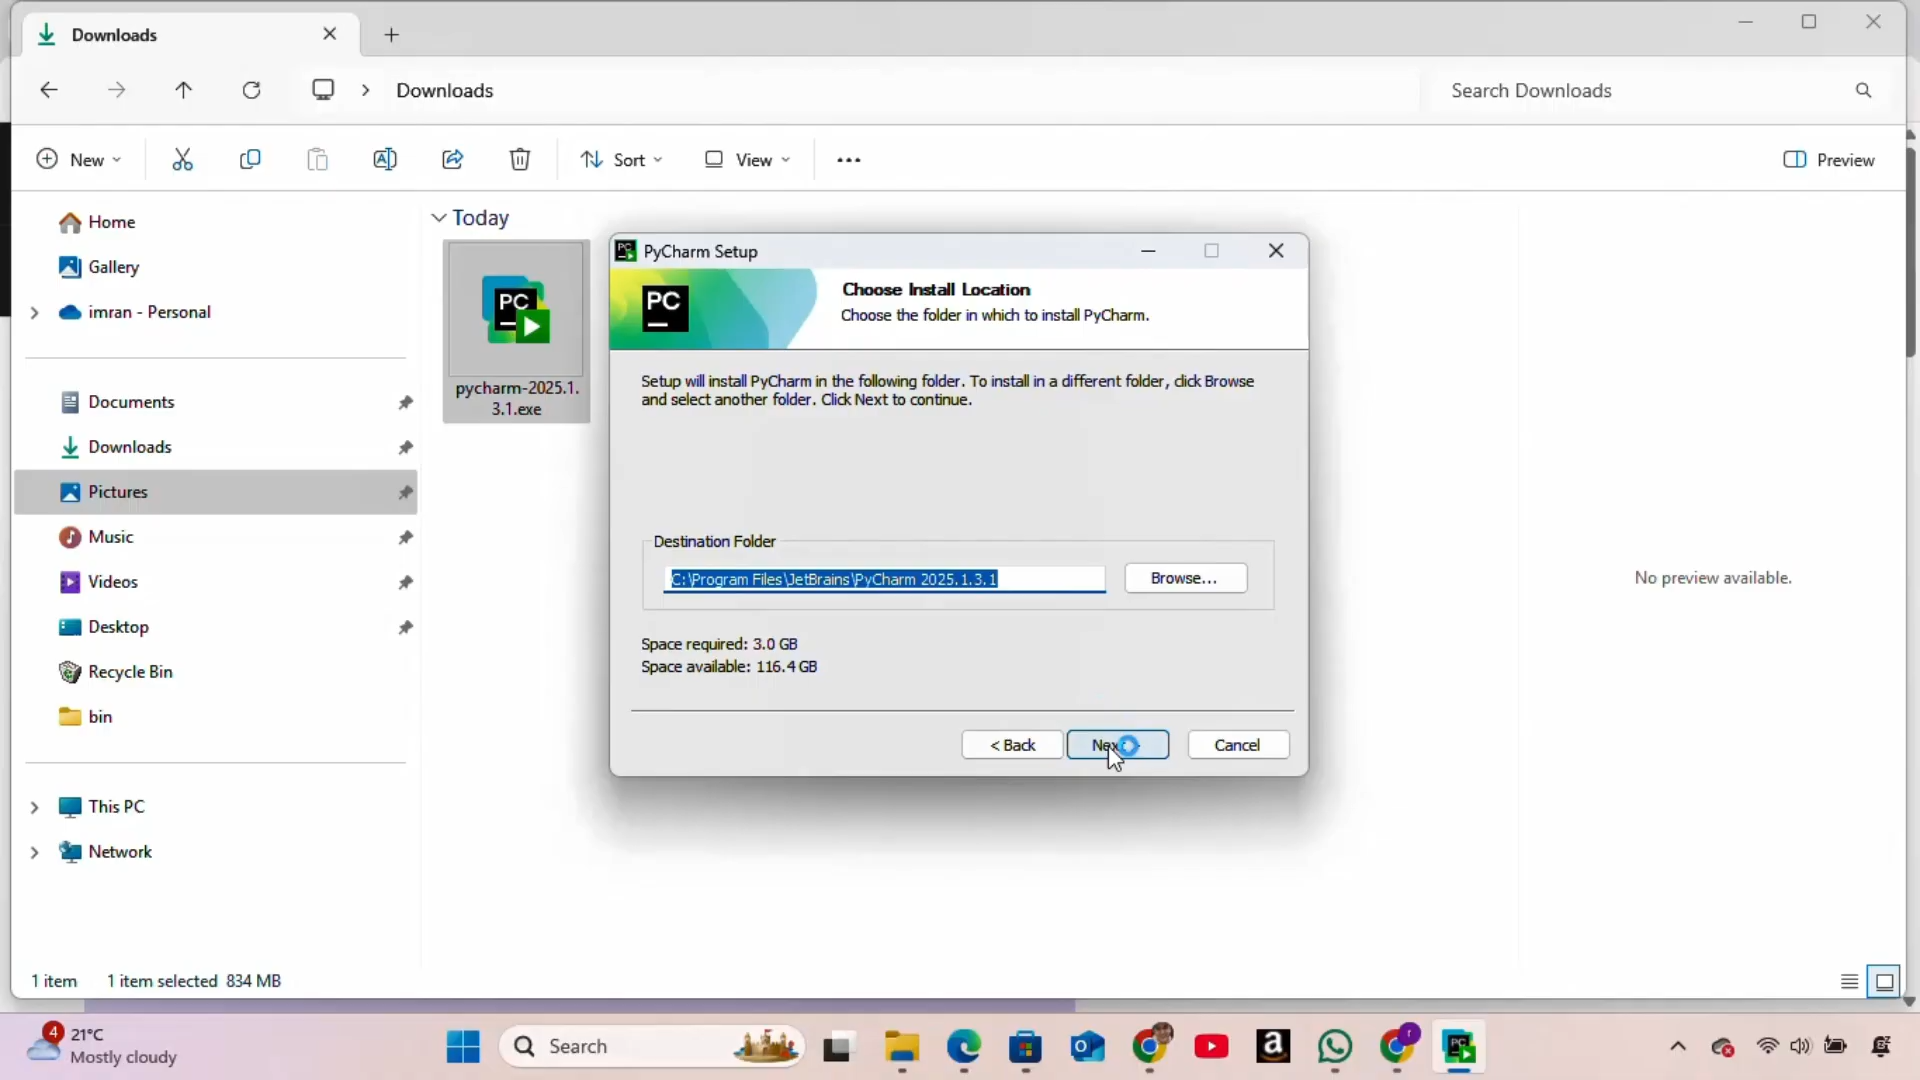 Downloads
Downloads
Search Downloads
New
Sort
View
Preview
Home
Gallery
imran - Personal
Documents
Downloads
Pictures
Music
Videos
Desktop
Recycle Bin
bin
This PC
Network
Today
PC
pycharm-2025.1.
3.1.exe
PC PyCharm Setup
PC
Choose Install Location
Choose the folder in which to install PyCharm.
Setup will install PyCharm in the following folder. To install in a different folder, click Browse
and select another folder. Click Next to continue.
Destination Folder
C:\Program Files\JetBrains\PyCharm 2025.1.3.1
Browse...
Space required: 3.0 GB
Space available: 116.4 GB
< Back
Cancel
No preview available.
1 item
1 item selected 834 MB
4
21°C
Mostly cloudy
Search
a
r
PC